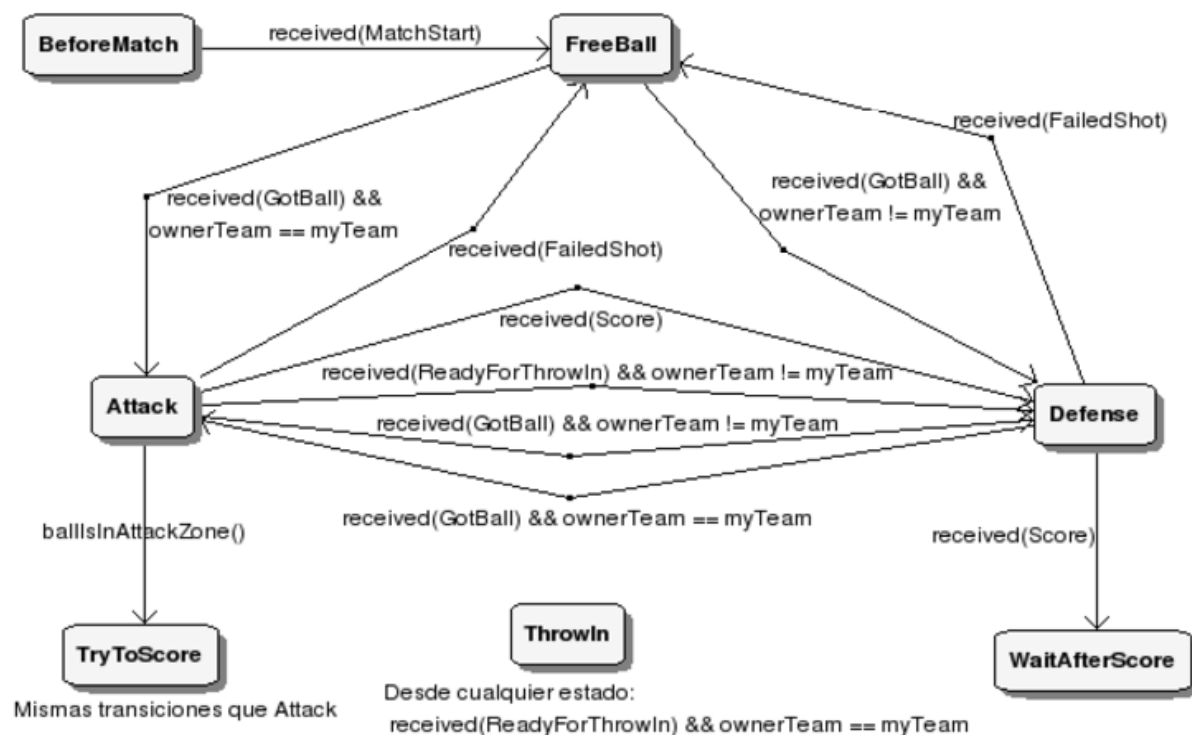 BeforeMatch
received(MatchStart)
FreeBall
received(FailedShot)
received(GotBall) &&
ownerTeam == myTeam
received(GotBall) &&
ownerTeam != myTeam
received(FailedShot)
received(Score)
received(ReadyForThrowIn) && ownerTeam != myTeam
Attack
Defense
received(GotBall) && ownerTeam != myTeam
received(GotBall) && ownerTeam == myTeam
ballIsInAttackZone()
received(Score)
TryToScore
Mismas transiciones que Attack
ThrowIn
Desde cualquier estado:
received(ReadyForThrowIn) && ownerTeam == myTeam
WaitAfterScore